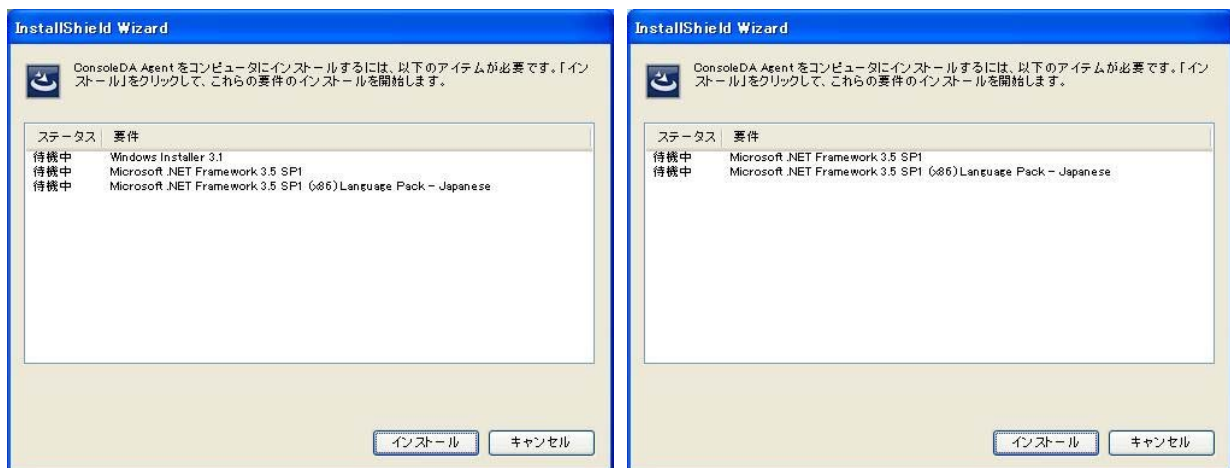 InstallShield Wizard
ConsoleDA Agent をコンピュータにインストールするには、以下のアイテムが必要です。「イン
ストール」をクリックして、これらの要件のインストールを開始します。
ステータス 要件
待機中 Windows Installer 3.1
待機中 Microsoft .NET Framework 3.5 SP1
待機中 Microsoft .NET Framework 3.5 SP1 (x86) Language Pack - Japanese
インストール キャンセル
InstallShield Wizard
ConsoleDA Agent をコンピュータにインストールするには、以下のアイテムが必要です。「イン
ストール」をクリックして、これらの要件のインストールを開始します。
ステータス 要件
待機中 Microsoft .NET Framework 3.5 SP1
待機中 Microsoft .NET Framework 3.5 SP1 (x86) Language Pack - Japanese
インストール キャンセル